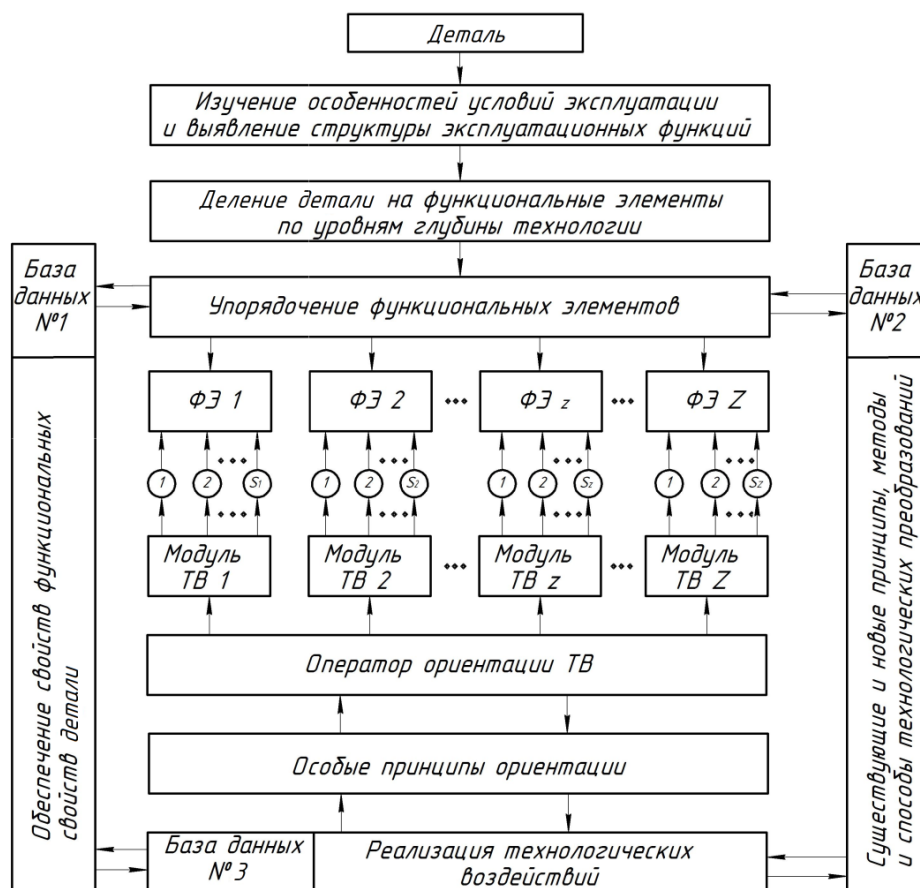 Деталь
Изучение особенностей условий эксплуатации
и выявление структуры эксплуатационных функций
Деление детали на функциональные элементы
по уровням глубины технологии
База
данных
№1
Упорядочение функциональных элементов
База
данных
№2
ФЭ 1
ФЭ 2
ФЭ z
ФЭ Z
1 2 S1
1 2 S2
1 2 Sz
1 2 Sz
Модуль
ТВ 1
Модуль
ТВ 2
Модуль
ТВ z
Модуль
ТВ Z
Оператор ориентации ТВ
Особые принципы ориентации
База данных
№3
Реализация технологических
воздействий
Обеспечение свойств функциональных
свойств детали
Существующие и новые принципы, методы
и способы технологических преобразований